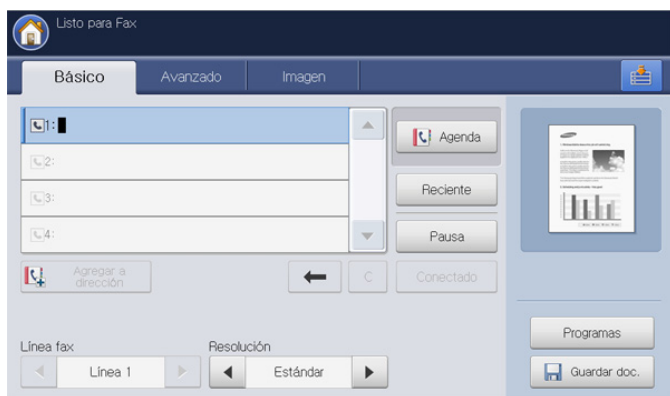 Listo para Fax
Básico
Avanzado
Imagen
1:
Agenda
2:
3:
Reciente
4:
Pausa
Agregar a
dirección
C
Conectado
Línea fax
Resolución
Línea 1
Estándar
Programas
Guardar doc.